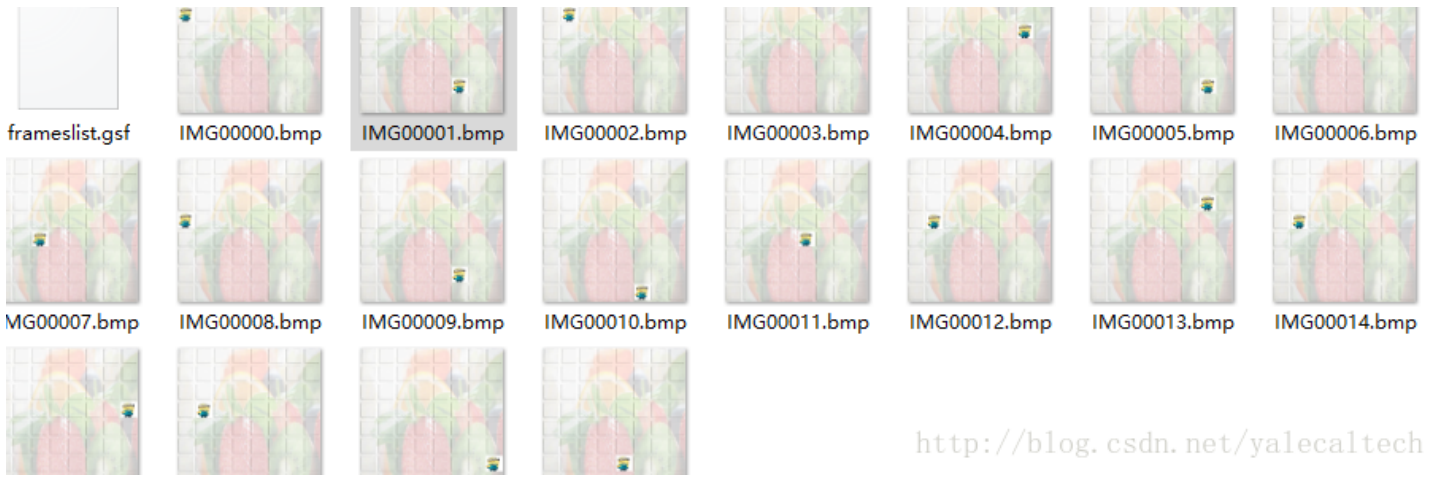 frameslist.gsf IMG00000.bmp IMG00001.bmp IMG00002.bmp IMG00003.bmp IMG00004.bmp IMG00005.bmp IMG00006.bmp
MG00007.bmp IMG00008.bmp IMG00009.bmp IMG00010.bmp IMG00011.bmp IMG00012.bmp IMG00013.bmp IMG00014.bmp
http://blog.csdn.net/yalecaltech